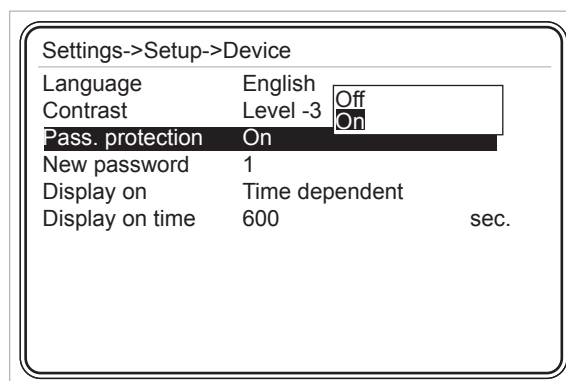 Settings->Setup->Device
Language English
Contrast Level -3
Off
On
Pass. protection On
New password 1
Display on Time dependent
Display on time 600 sec.